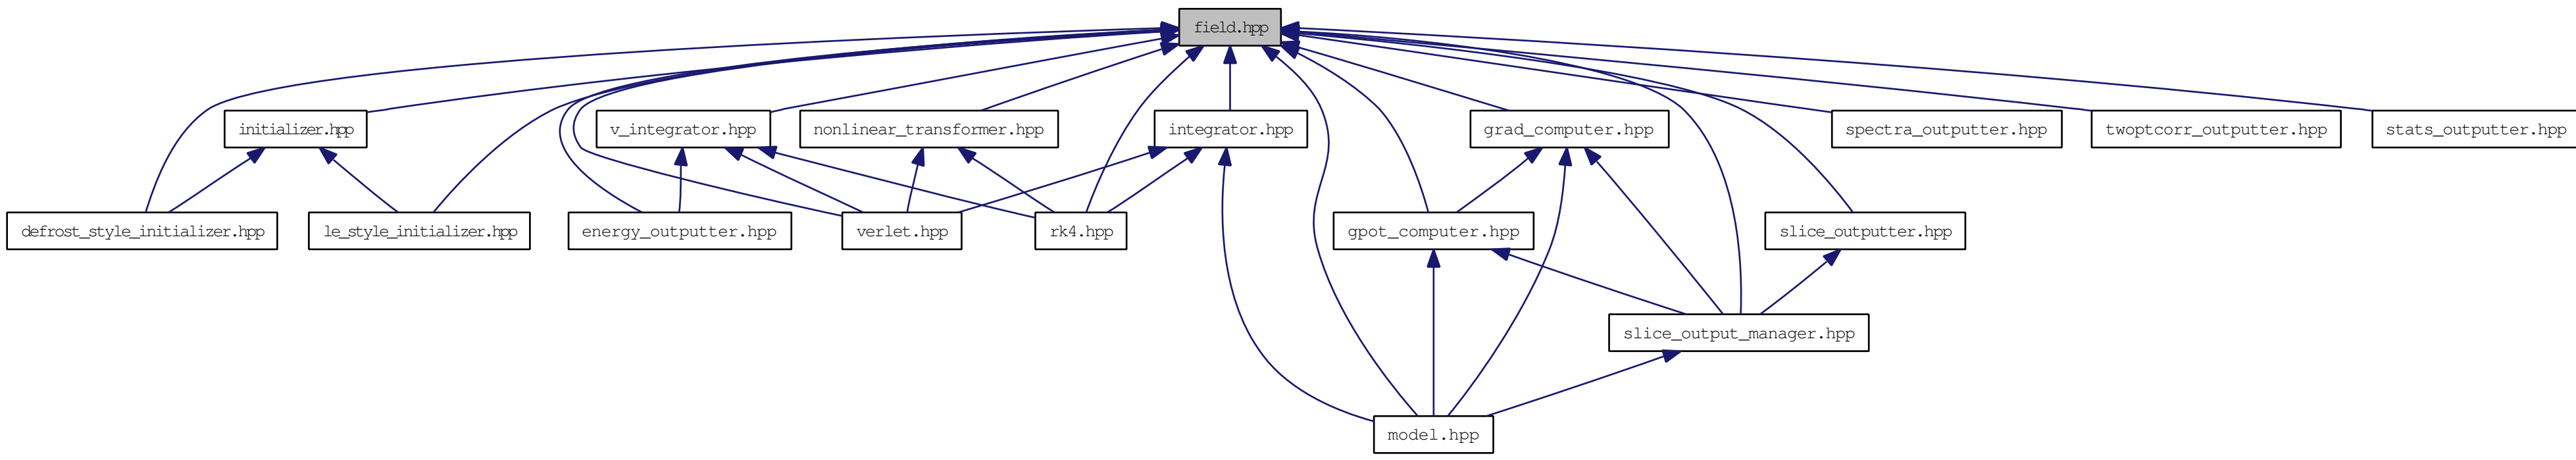 field.hpp
initializer.hpp
v_integrator.hpp
nonlinear_transformer.hpp
integrator.hpp
grad_computer.hpp
spectra_outputter.hpp
twoptcorr_outputter.hpp
stats_outputter.hpp
defrost_style_initializer.hpp
le_style_initializer.hpp
energy_outputter.hpp
verlet.hpp
rk4.hpp
gpot_computer.hpp
slice_outputter.hpp
slice_output_manager.hpp
model.hpp